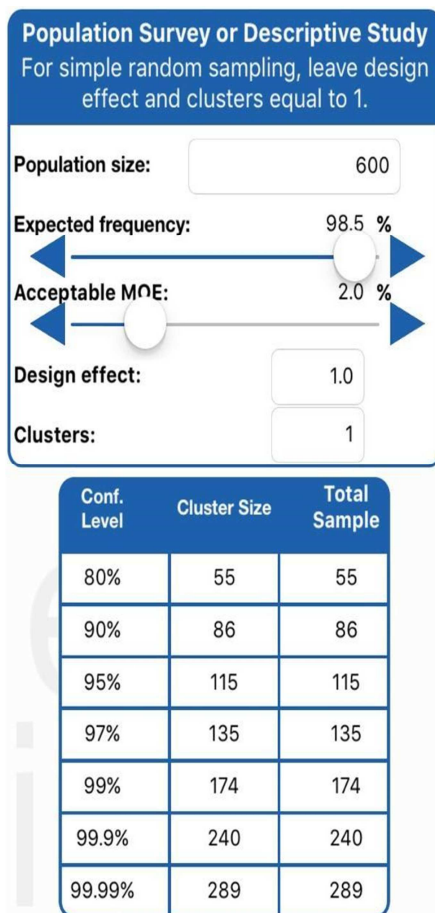 Population Survey or Descriptive Study
For simple random sampling, leave design
effect and clusters equal to 1.
Population size: 600
Expected frequency: 98.5 %
Acceptable MOE: 2.0 %
Design effect: 1.0
Clusters: 1
Conf. Level Cluster Size Total Sample
80% 55 55
90% 86 86
95% 115 115
97% 135 135
99% 174 174
99.9% 240 240
99.99% 289 289